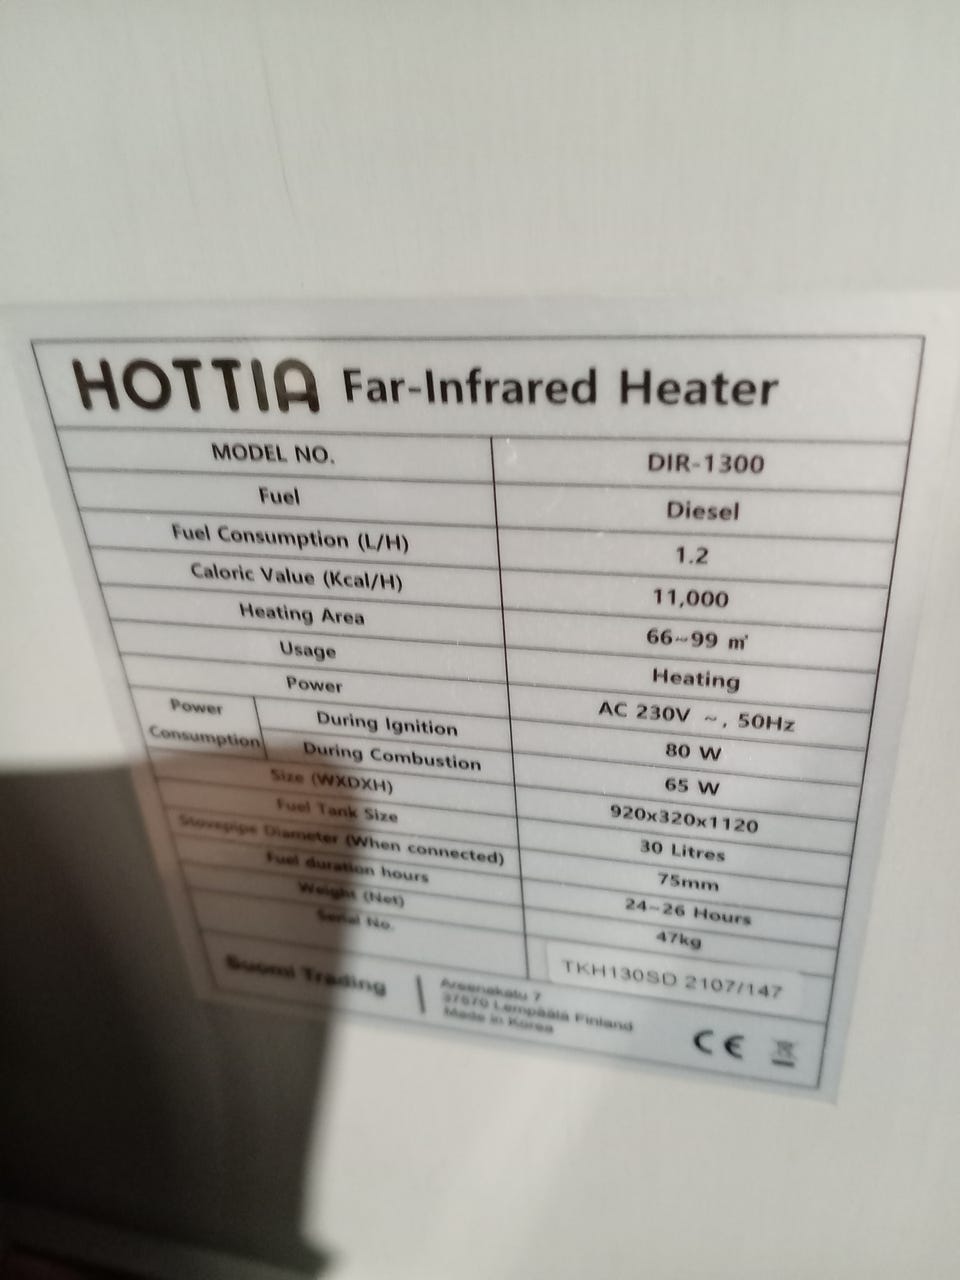 HOTTIA Far-Infrared Heater
MODEL NO. DIR-1300
Fuel Diesel
Fuel Consumption (L/H) 1.2
Caloric Value (Kcal/H) 11,000
Heating Area 66~99 ㎡
Usage Heating
Power AC 230V ~, 50Hz
Power Consumption During Ignition 80 W
During Combustion 65 W
Size (WXDXH) 920x320x1120
Fuel Tank Size 30 Litres
Stovepipe Diameter (When connected) 75mm
Fuel duration hours 24~26 Hours
Weight (Net) 47kg
Serial No. TKH130SD 2107/147
Suomi Trading
Arsenakatu 7
37570 Lempäälä Finland
Made in Korea
CE